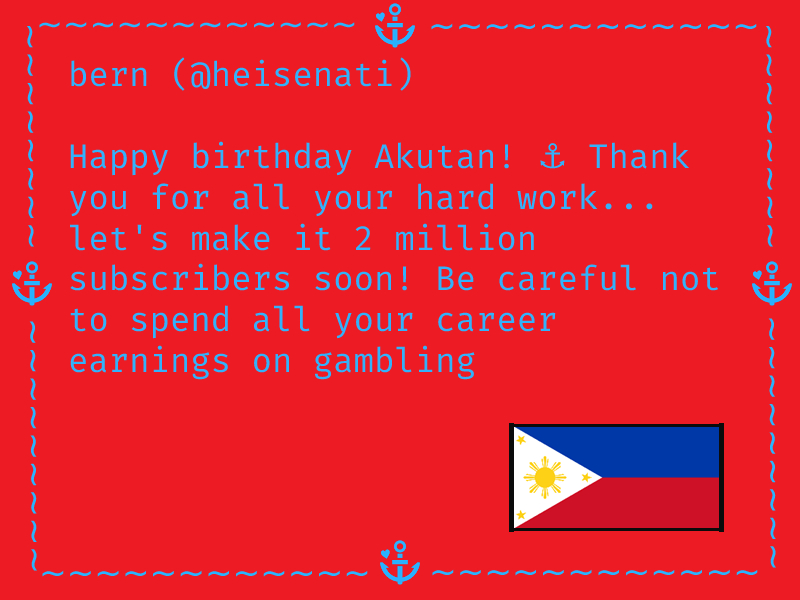 bern (@heisenati)
Happy birthday Akutan! ⚓ Thank
you for all your hard work...
let's make it 2 million
subscribers soon! Be careful not
to spend all your career
earnings on gambling